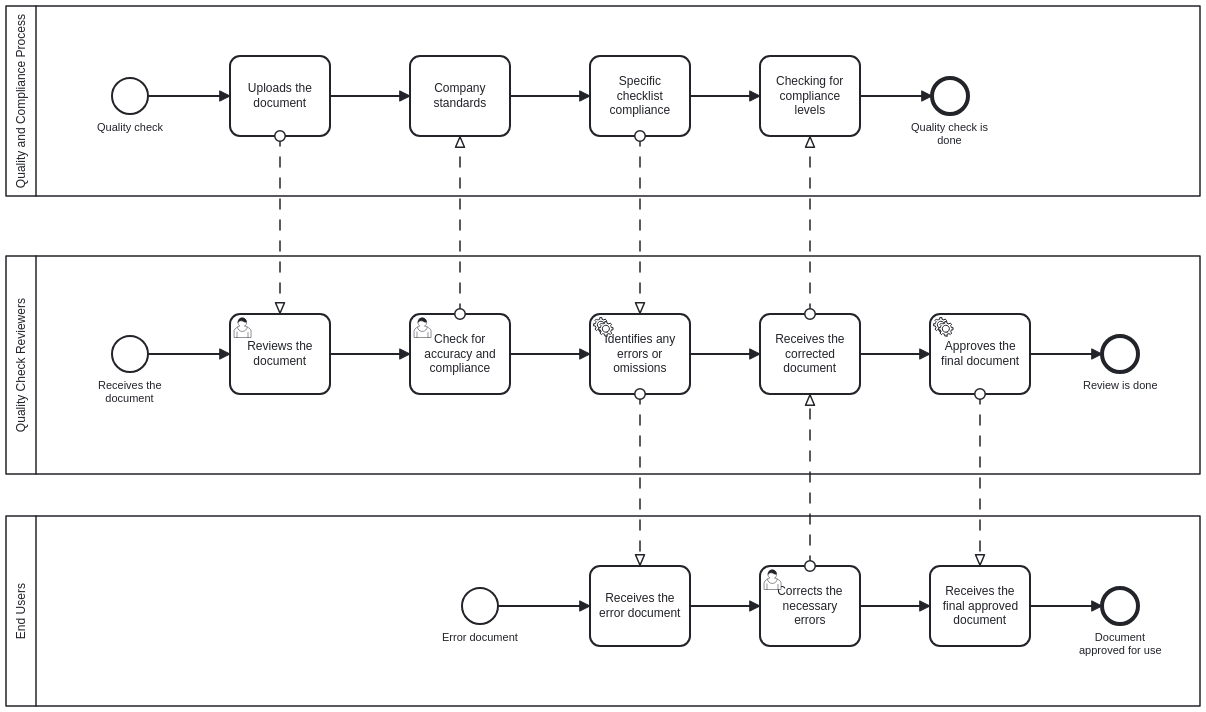 Quality and Compliance Process
Quality check
Uploads the
document
Company
standards
Specific
checklist
compliance
Checking for
compliance
levels
Quality check is
done
Quality Check Reviewers
Receives the
document
Reviews the
document
Check for
accuracy and
compliance
Identifies any
errors or
omissions
Receives the
corrected
document
Approves the
final document
Review is done
End Users
Error document
Receives the
error document
Corrects the
necessary
errors
Receives the
final approved
document
Document
approved for use